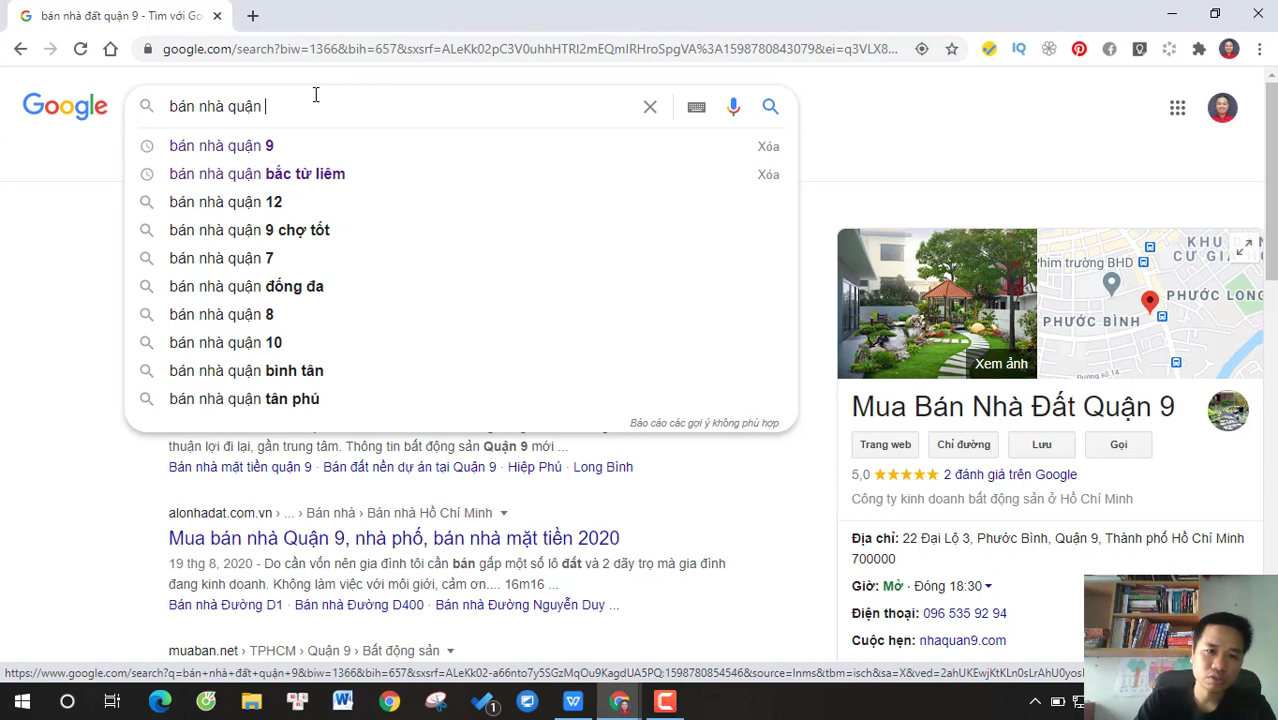 bán nhà đất quận 9 - Tìm với Go
google.com/search?biw=1366&bih=657&sxsrf=ALeKk02pC3V0uhhHTRI2mEQmIRHroSpgVA%3A1598780843079&ei=q3VLX8...
Google
bán nhà quận
bán nhà quận 9
Xóa
bán nhà quận bắc từ liêm
Xóa
bán nhà quận 12
bán nhà quận 9 chợ tốt
bán nhà quận 7
bán nhà quận đống đa
bán nhà quận 8
bán nhà quận 10
bán nhà quận bình tân
bán nhà quận tân phú
Báo cáo các gợi ý không phù hợp
thuận lợi đi lại, gần trung tâm. Thông tin bất động sản Quận 9 mới ...
Bán nhà mặt tiền quận 9 · Bán đất nền dự án tại Quận 9 · Hiệp Phú · Long Bình
alonhadat.com.vn › ... › Bán nhà › Bán nhà Hồ Chí Minh
Mua bán nhà Quận 9, nhà phố, bán nhà mặt tiền 2020
19 thg 8, 2020 - Do cần vốn nên gia đình tôi cần bán gấp một số lô đất và 2 dãy trọ mà gia đình
đang kinh doanh. Không làm việc với môi giới, cảm ơn.... 16m16 ...
Bán nhà Đường D1 · Bán nhà Đường D400 · Bán nhà Đường Nguyễn Duy ...
muaban.net › TPHCM › Quận 9 › Bất động sản
Phim trường BHD
KHU D
CƯ GIA
PHƯỚC LONG
PHƯỚC BÌNH
Đường số 14
Xem ảnh
Mua Bán Nhà Đất Quận 9
Trang web
Chỉ đường
Lưu
Gọi
5,0
2 đánh giá trên Google
Công ty kinh doanh bất động sản ở Hồ Chí Minh
Địa chỉ: 22 Đại Lộ 3, Phước Bình, Quận 9, Thành phố Hồ Chí Minh
700000
Giờ: Mở · Đóng 18:30
Điện thoại: 096 535 92 94
Cuộc hẹn: nhaquan9.com